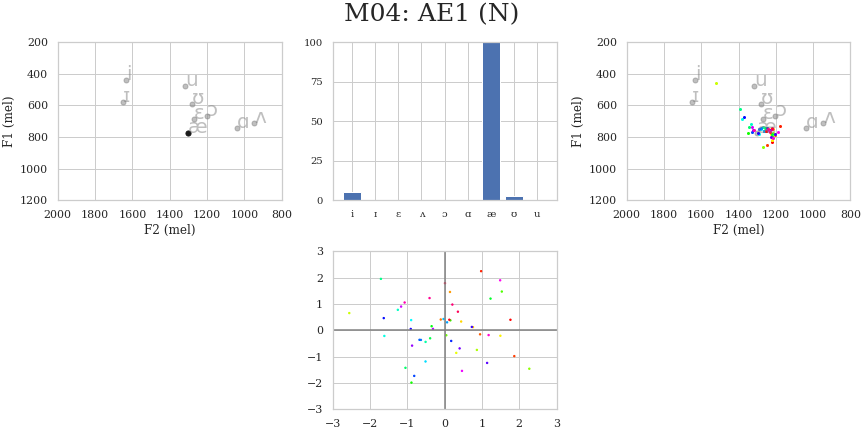 M04: AE1 (N)
200
400
600
800
1000
1200
F1 (mel)
2000 1800 1600 1400 1200 1000 800
F2 (mel)
i
ɪ
u
ʊ
ɛ
ɔ
æ
ɑ
ʌ
100
75
50
25
0
i ɪ ɛ ʌ ɔ ɑ æ ʊ u
200
400
600
800
1000
1200
F1 (mel)
2000 1800 1600 1400 1200 1000 800
F2 (mel)
i
ɪ
u
ʊ
ɛ
ɔ
æ
ɑ
ʌ
3
2
1
0
−1
−2
−3
−3 −2 −1 0 1 2 3